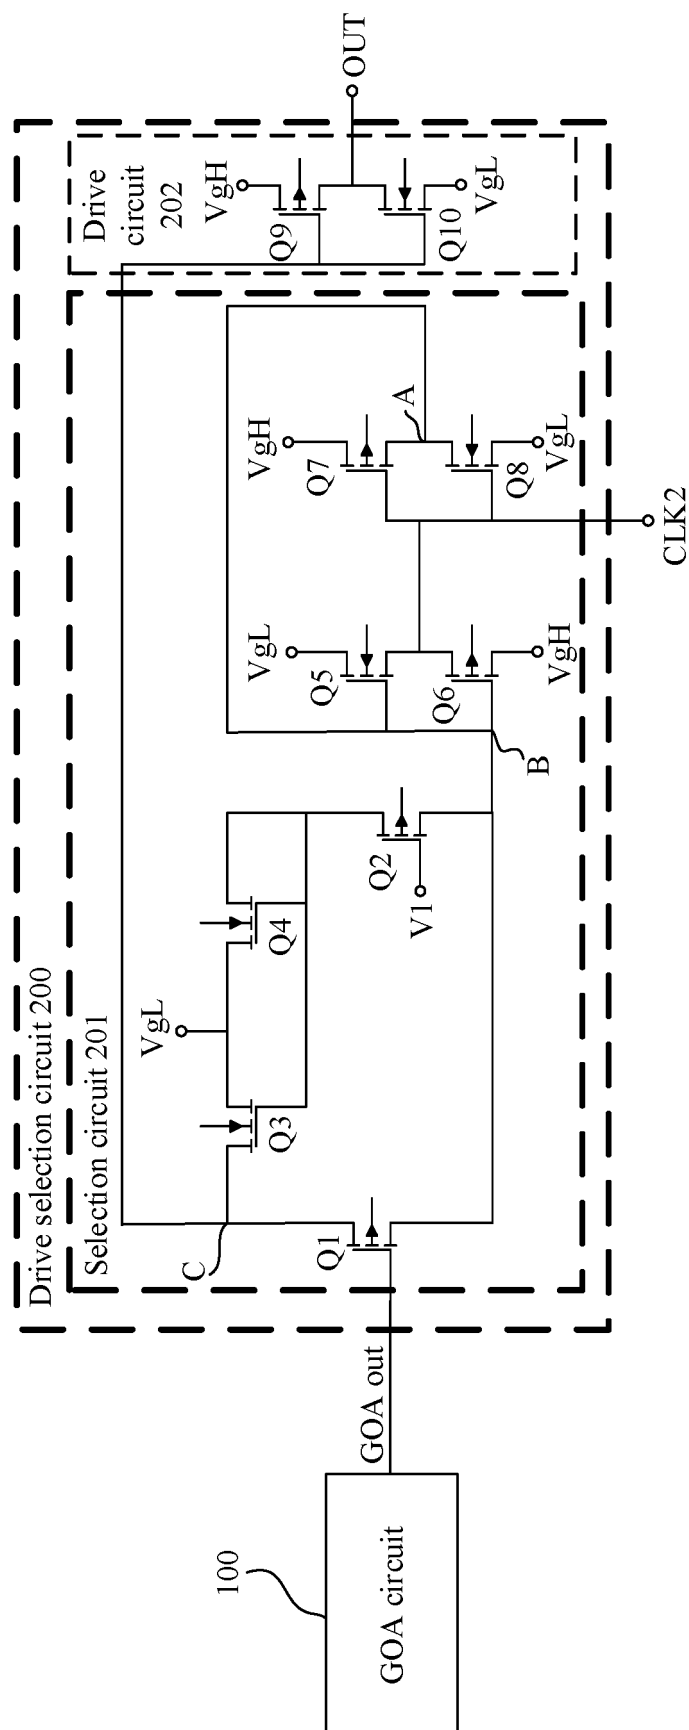 Drive selection circuit 200
Selection circuit 201
Drive
circuit
202
VgH
Q9
OUT
Q10
VgL
VgL
C
Q3
Q4
Q1
Q2
V1
VgL
Q5
Q6
VgH
B
VgH
Q7
A
Q8
VgL
CLK2
GOA out
100
GOA circuit